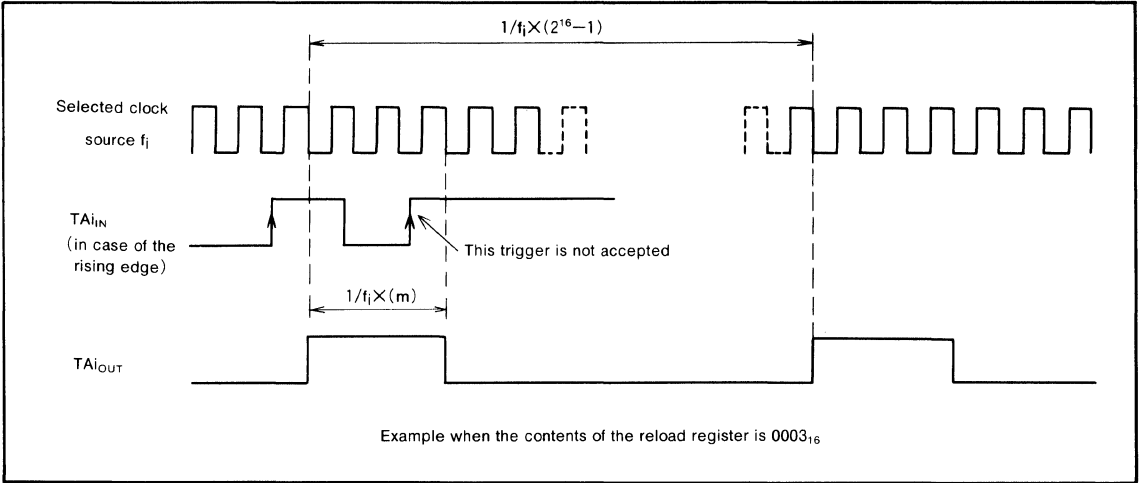 1/fᵢ×(2¹⁶−1)
Selected clock
source fᵢ
TAiIN
(in case of the
rising edge)
This trigger is not accepted
1/fᵢ×(m)
TAiOUT
Example when the contents of the reload register is 0003₁₆